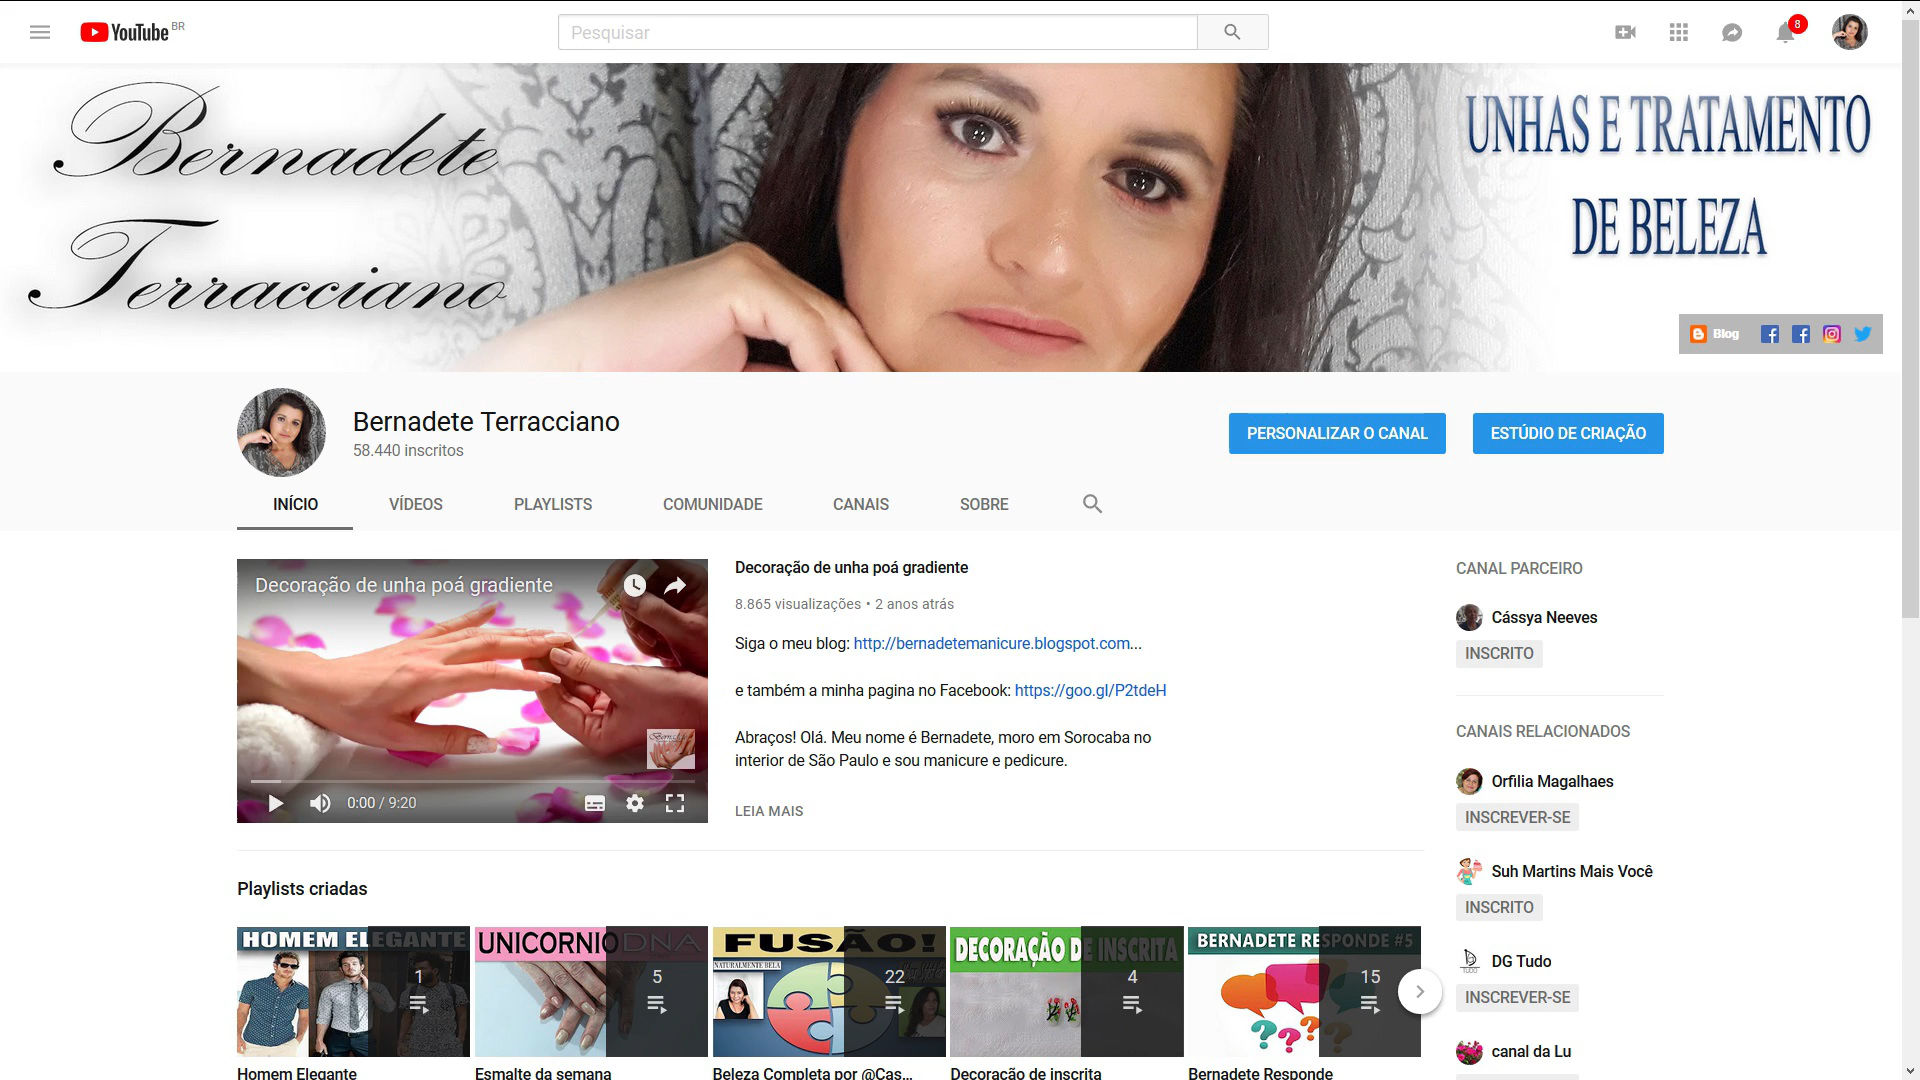 YouTube BR
Pesquisar
8
Bernadete
Terracciano
UNHAS E TRATAMENTO
DE BELEZA
Blog
Bernadete Terracciano
58.440 inscritos
PERSONALIZAR O CANAL
ESTÚDIO DE CRIAÇÃO
INÍCIO
VÍDEOS
PLAYLISTS
COMUNIDADE
CANAIS
SOBRE
Decoração de unha poá gradiente
0:00 / 9:20
Decoração de unha poá gradiente
8.865 visualizações • 2 anos atrás
Siga o meu blog: http://bernadetemanicure.blogspot.com...
e também a minha pagina no Facebook: https://goo.gl/P2tdeH
Abraços! Olá. Meu nome é Bernadete, moro em Sorocaba no
interior de São Paulo e sou manicure e pedicure.
LEIA MAIS
CANAL PARCEIRO
Cássya Neeves
INSCRITO
CANAIS RELACIONADOS
Orfilia Magalhaes
INSCREVER-SE
Suh Martins Mais Você
INSCRITO
DG Tudo
INSCREVER-SE
canal da Lu
Playlists criadas
HOMEM ELEGANTE
1
Homem Elegante
UNICORNIO DNA
5
Esmalte da semana
FUSÃO!
NATURALMENTE BELA
22
Beleza Completa por @Cas...
DECORAÇÃO DE INSCRITA
4
Decoração de inscrita
BERNADETE RESPONDE #5
15
Bernadete Responde